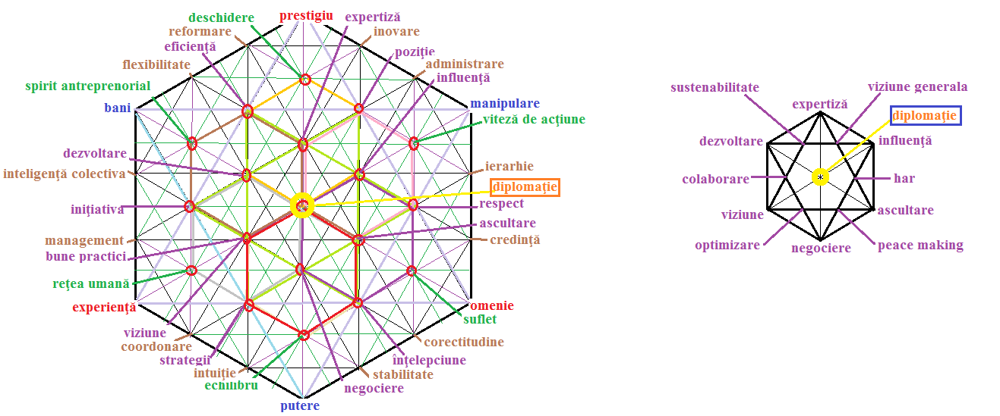 prestigiu
deschidere
expertiză
reformare
inovare
eficienţă
poziţie
flexibilitate
administrare
influenţă
spirit antreprenorial
bani
manipulare
viteză de acţiune
dezvoltare
inteligenţă colectiva
ierarhie
diplomaţie
iniţiativa
respect
ascultare
management
credinţă
bune practici
reţea umană
experienţă
omenie
suflet
viziune
coordonare
corectitudine
strategii
înţelepciune
intuiţie
stabilitate
echilibru
negociere
putere
sustenabilitate
viziune generala
expertiză
diplomaţie
dezvoltare
influenţă
colaborare
har
viziune
ascultare
optimizare
negociere
peace making